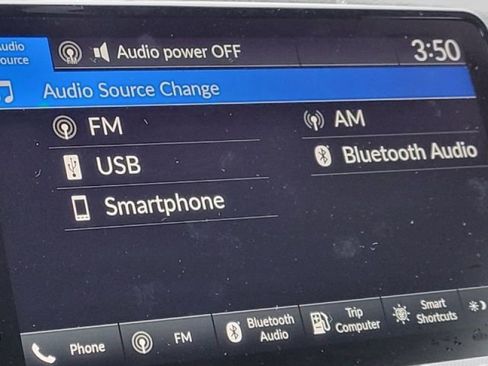 Audio
Source
Audio power OFF
3:50
Audio Source Change
FM
AM
USB
Bluetooth Audio
Smartphone
Phone
FM
Bluetooth
Audio
Trip
Computer
Smart
Shortcuts